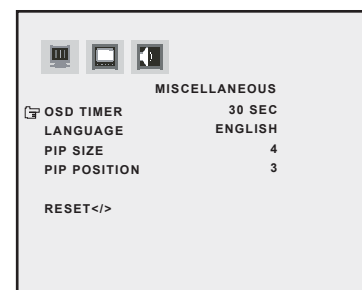 MISCELLANEOUS
OSD TIMER 30 SEC
LANGUAGE ENGLISH
PIP SIZE 4
PIP POSITION 3
RESET</>